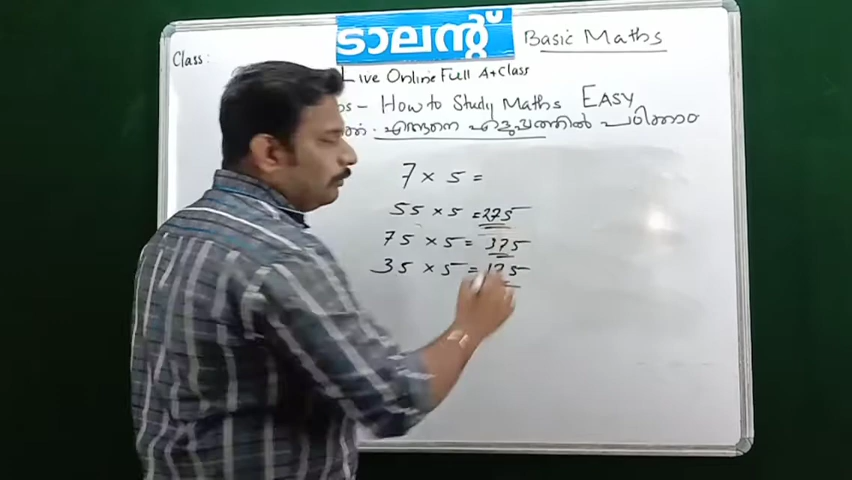 ടാലന്റ്
Basic Maths
Class:
Live Online Full A+ Class
- How to Study Maths EASY
എങ്ങനെ എളുപ്പത്തിൽ പഠിക്കാം
7 × 5 =
55 × 5 = 275
75 × 5 = 375
35 × 5 = 175